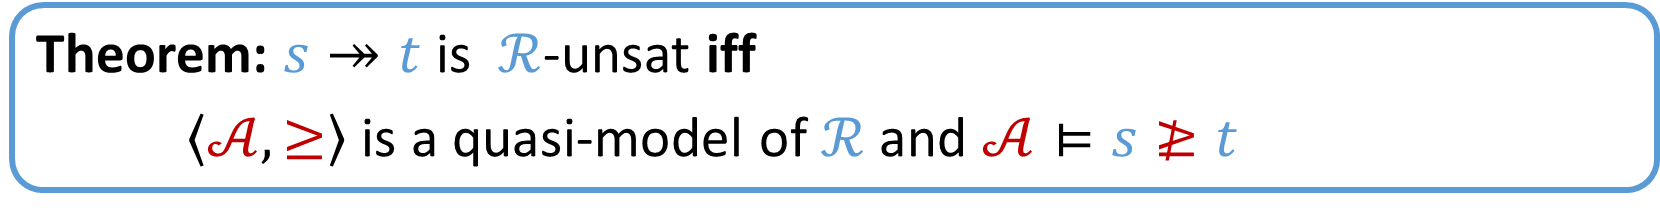 Theorem: 𝑠 ↠ 𝑡 is ℛ-unsat iff
⟨𝒜, ≥⟩ is a quasi-model of ℛ and 𝒜 ⊨ 𝑠 ≱ 𝑡